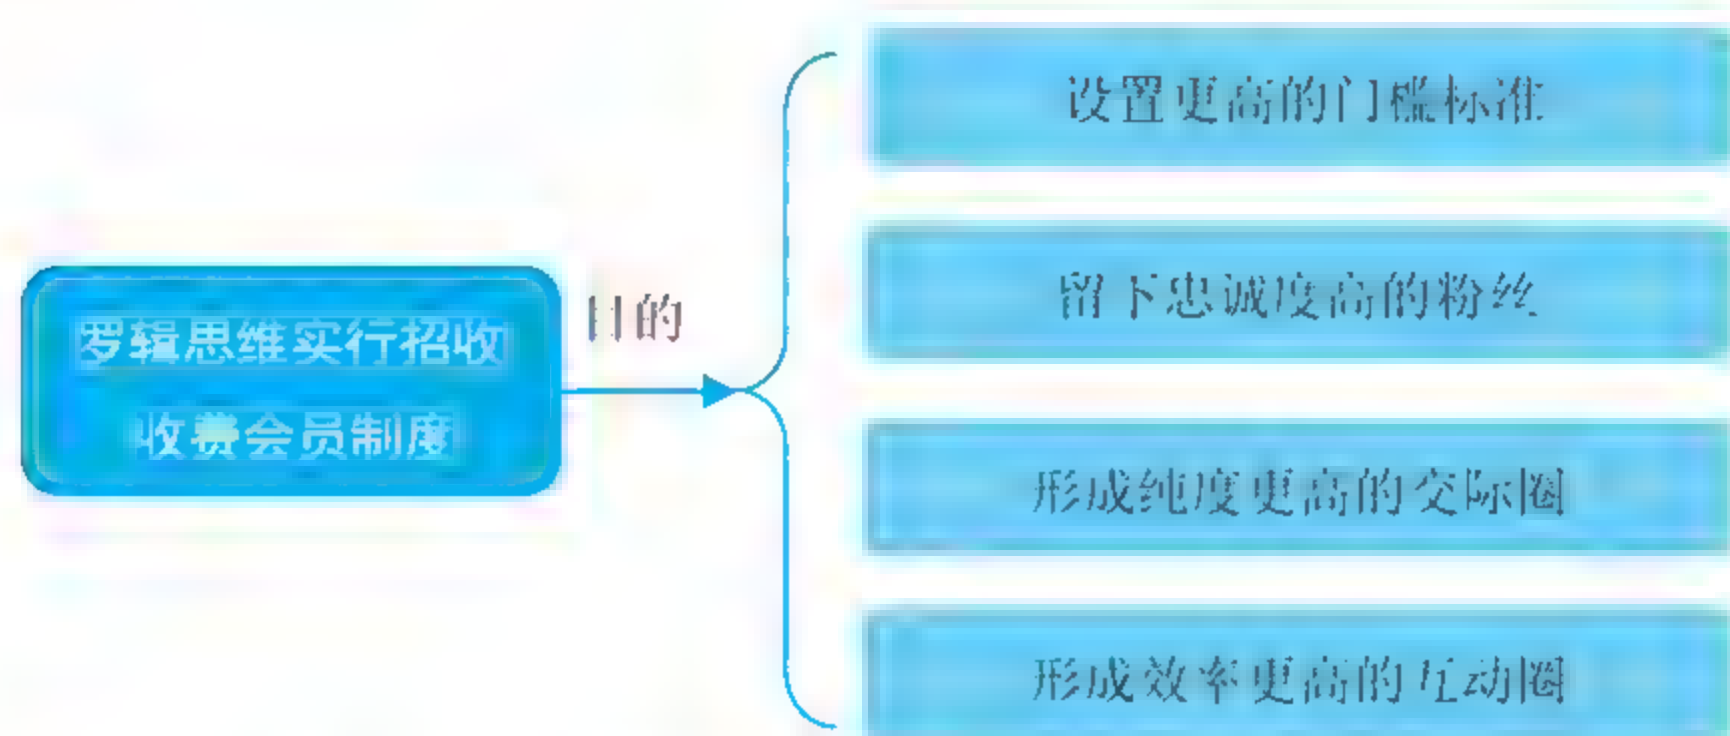 设置更高的门槛标准
留下忠诚度高的粉丝
罗辑思维实行招收
收费会员制度
目的
形成纯度更高的交际圈
形成效率更高的互动圈